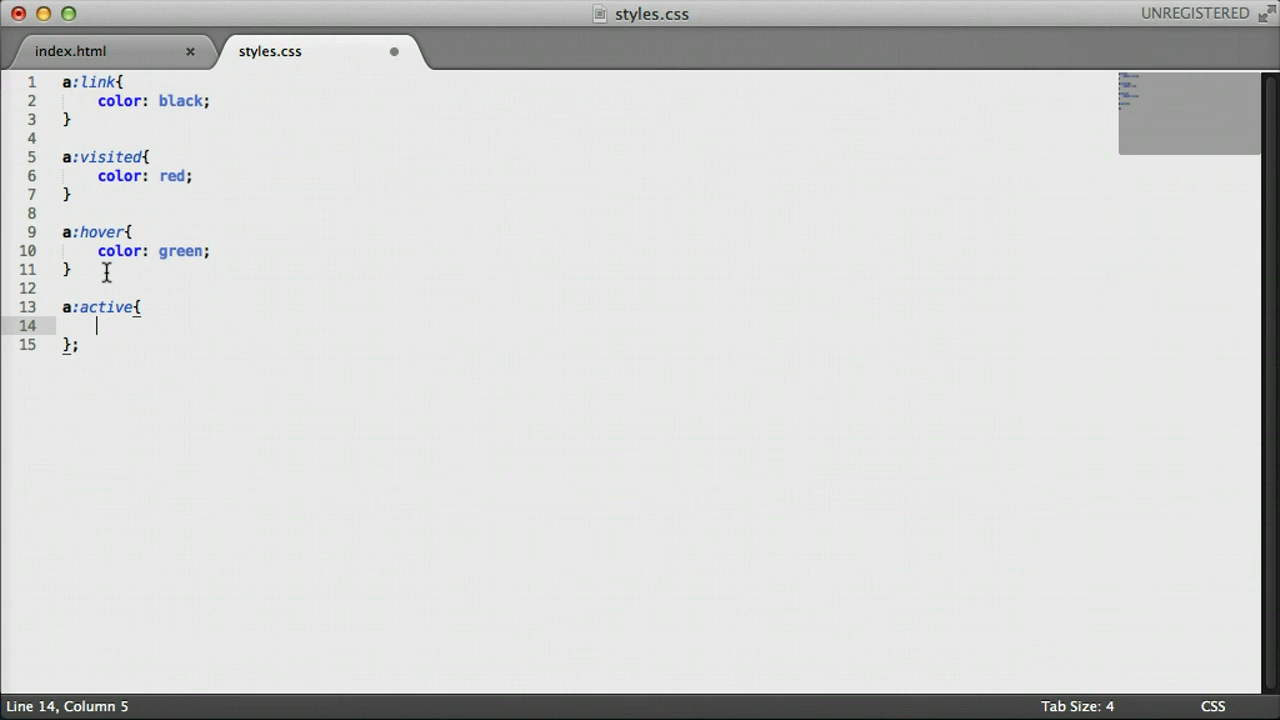 styles.css
UNREGISTERED
index.html × styles.css
1 a:link{
2 color: black;
3 }
4
5 a:visited{
6 color: red;
7 }
8
9 a:hover{
10 color: green;
11 }
12
13 a:active{
14
15 };
Line 14, Column 5 Tab Size: 4 CSS